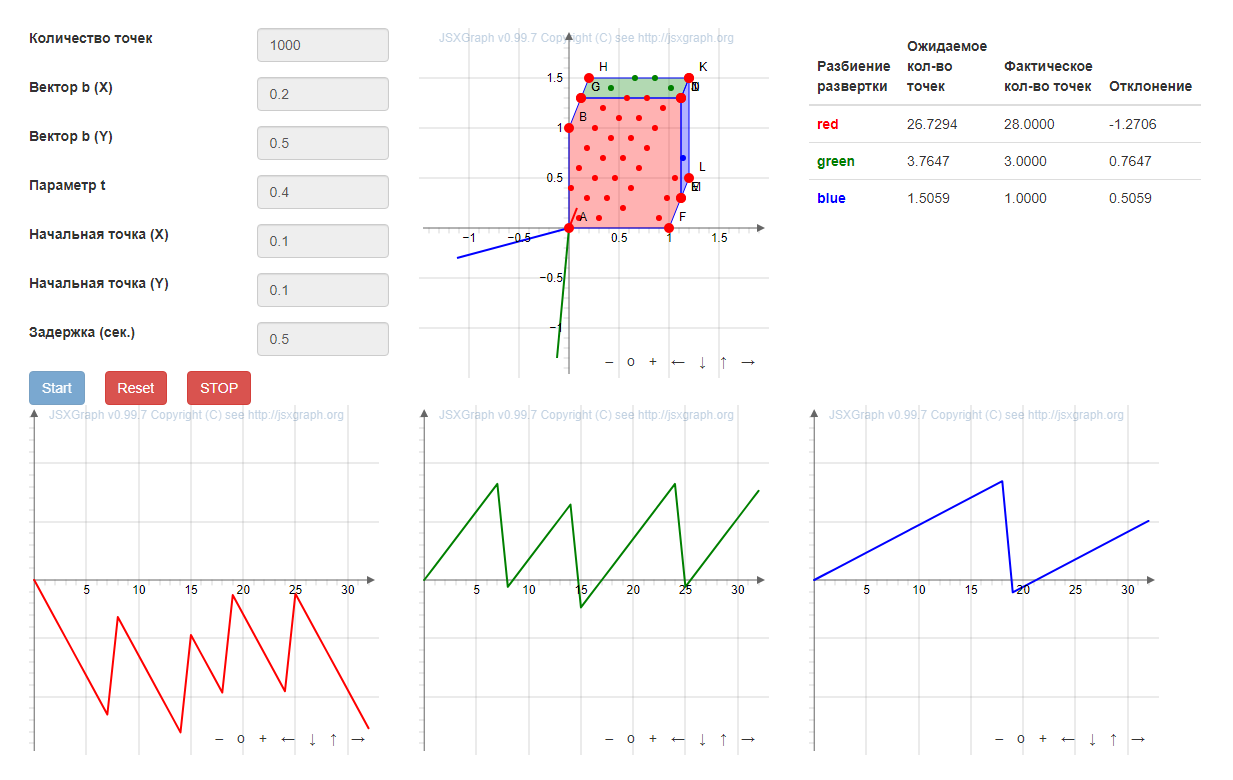 Количество точек
1000
Вектор b (X)
0.2
Вектор b (Y)
0.5
Параметр t
0.4
Начальная точка (X)
0.1
Начальная точка (Y)
0.1
Задержка (сек.)
0.5
Start Reset STOP
JSXGraph v0.99.7 Copyright (C) see http://jsxgraph.org
H K
1.5
G
B
1
0.5
L
A F
−1 −0.5 0.5 1 1.5
−0.5
−1
− o + ← ↓ ↑ →
Разбиение развертки Ожидаемое кол-во точек Фактическое кол-во точек Отклонение
red 26.7294 28.0000 -1.2706
green 3.7647 3.0000 0.7647
blue 1.5059 1.0000 0.5059
JSXGraph v0.99.7 Copyright (C) see http://jsxgraph.org
5 10 15 20 25 30
− o + ← ↓ ↑ →
JSXGraph v0.99.7 Copyright (C) see http://jsxgraph.org
5 10 15 20 25 30
− o + ← ↓ ↑ →
JSXGraph v0.99.7 Copyright (C) see http://jsxgraph.org
5 10 15 20 25 30
− o + ← ↓ ↑ →